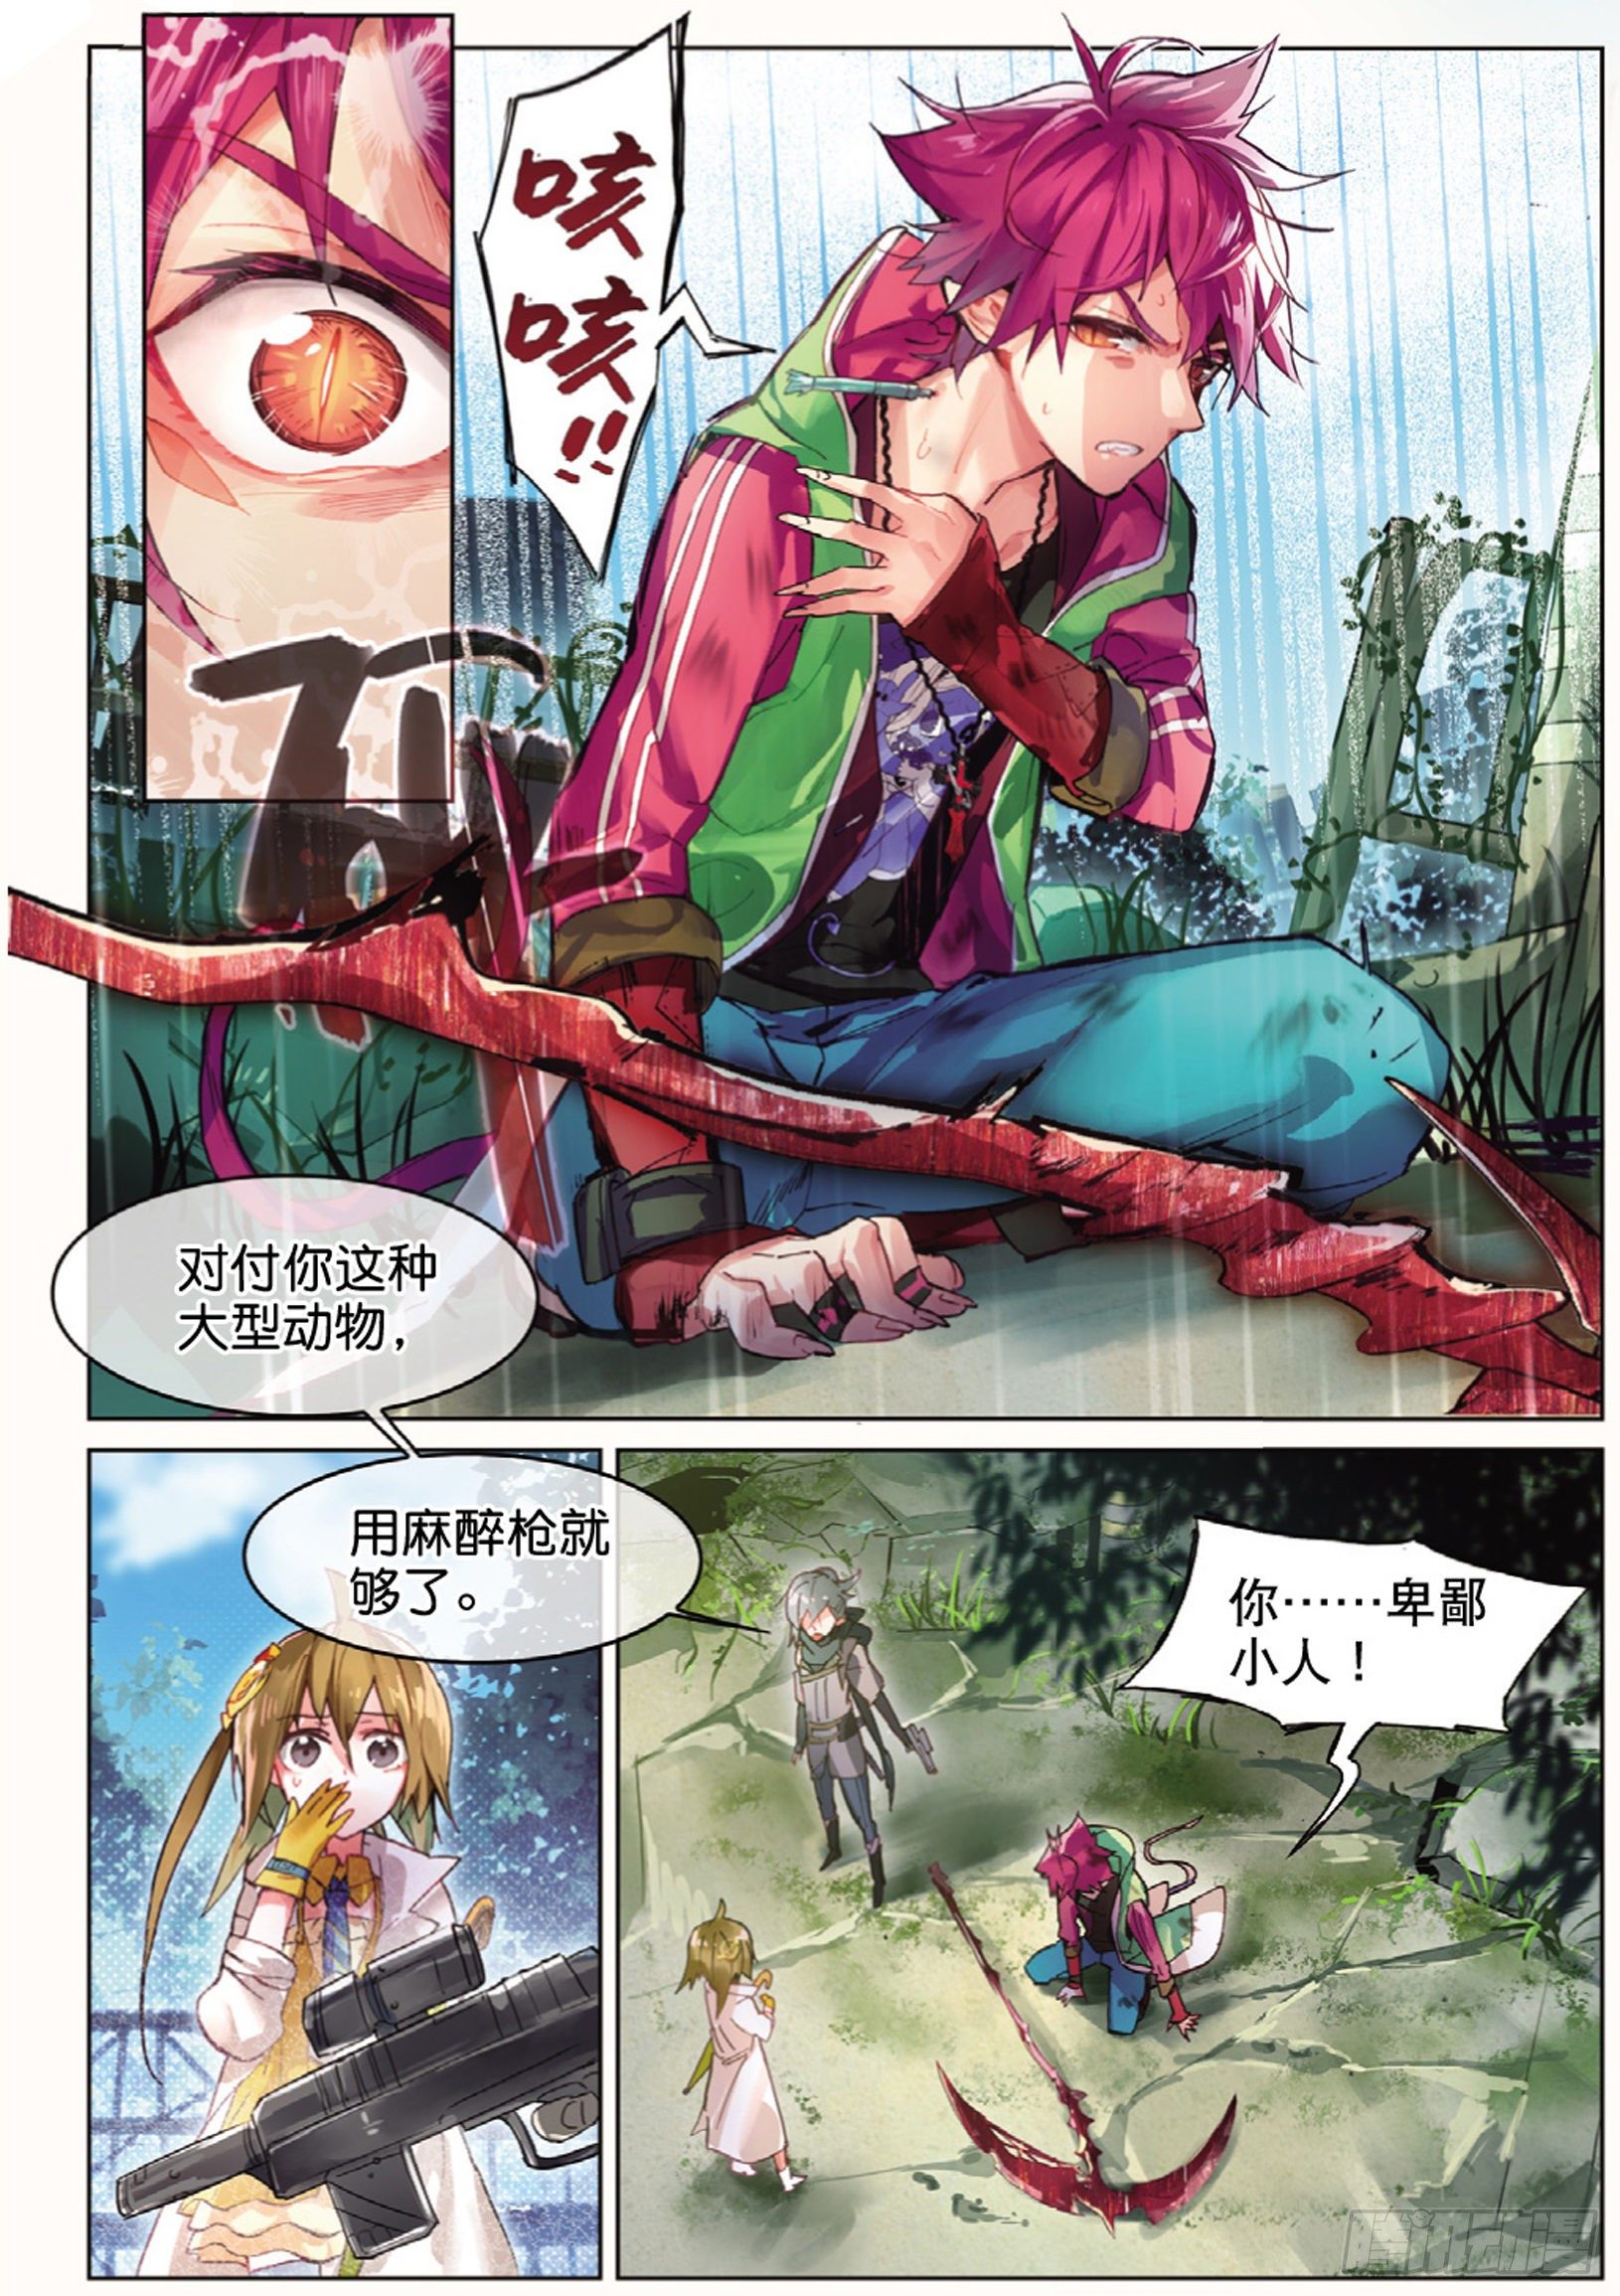 咳
咳!!
对付你这种
大型动物，
用麻醉枪就
够了。
你……卑鄙
小人！
腾讯动漫